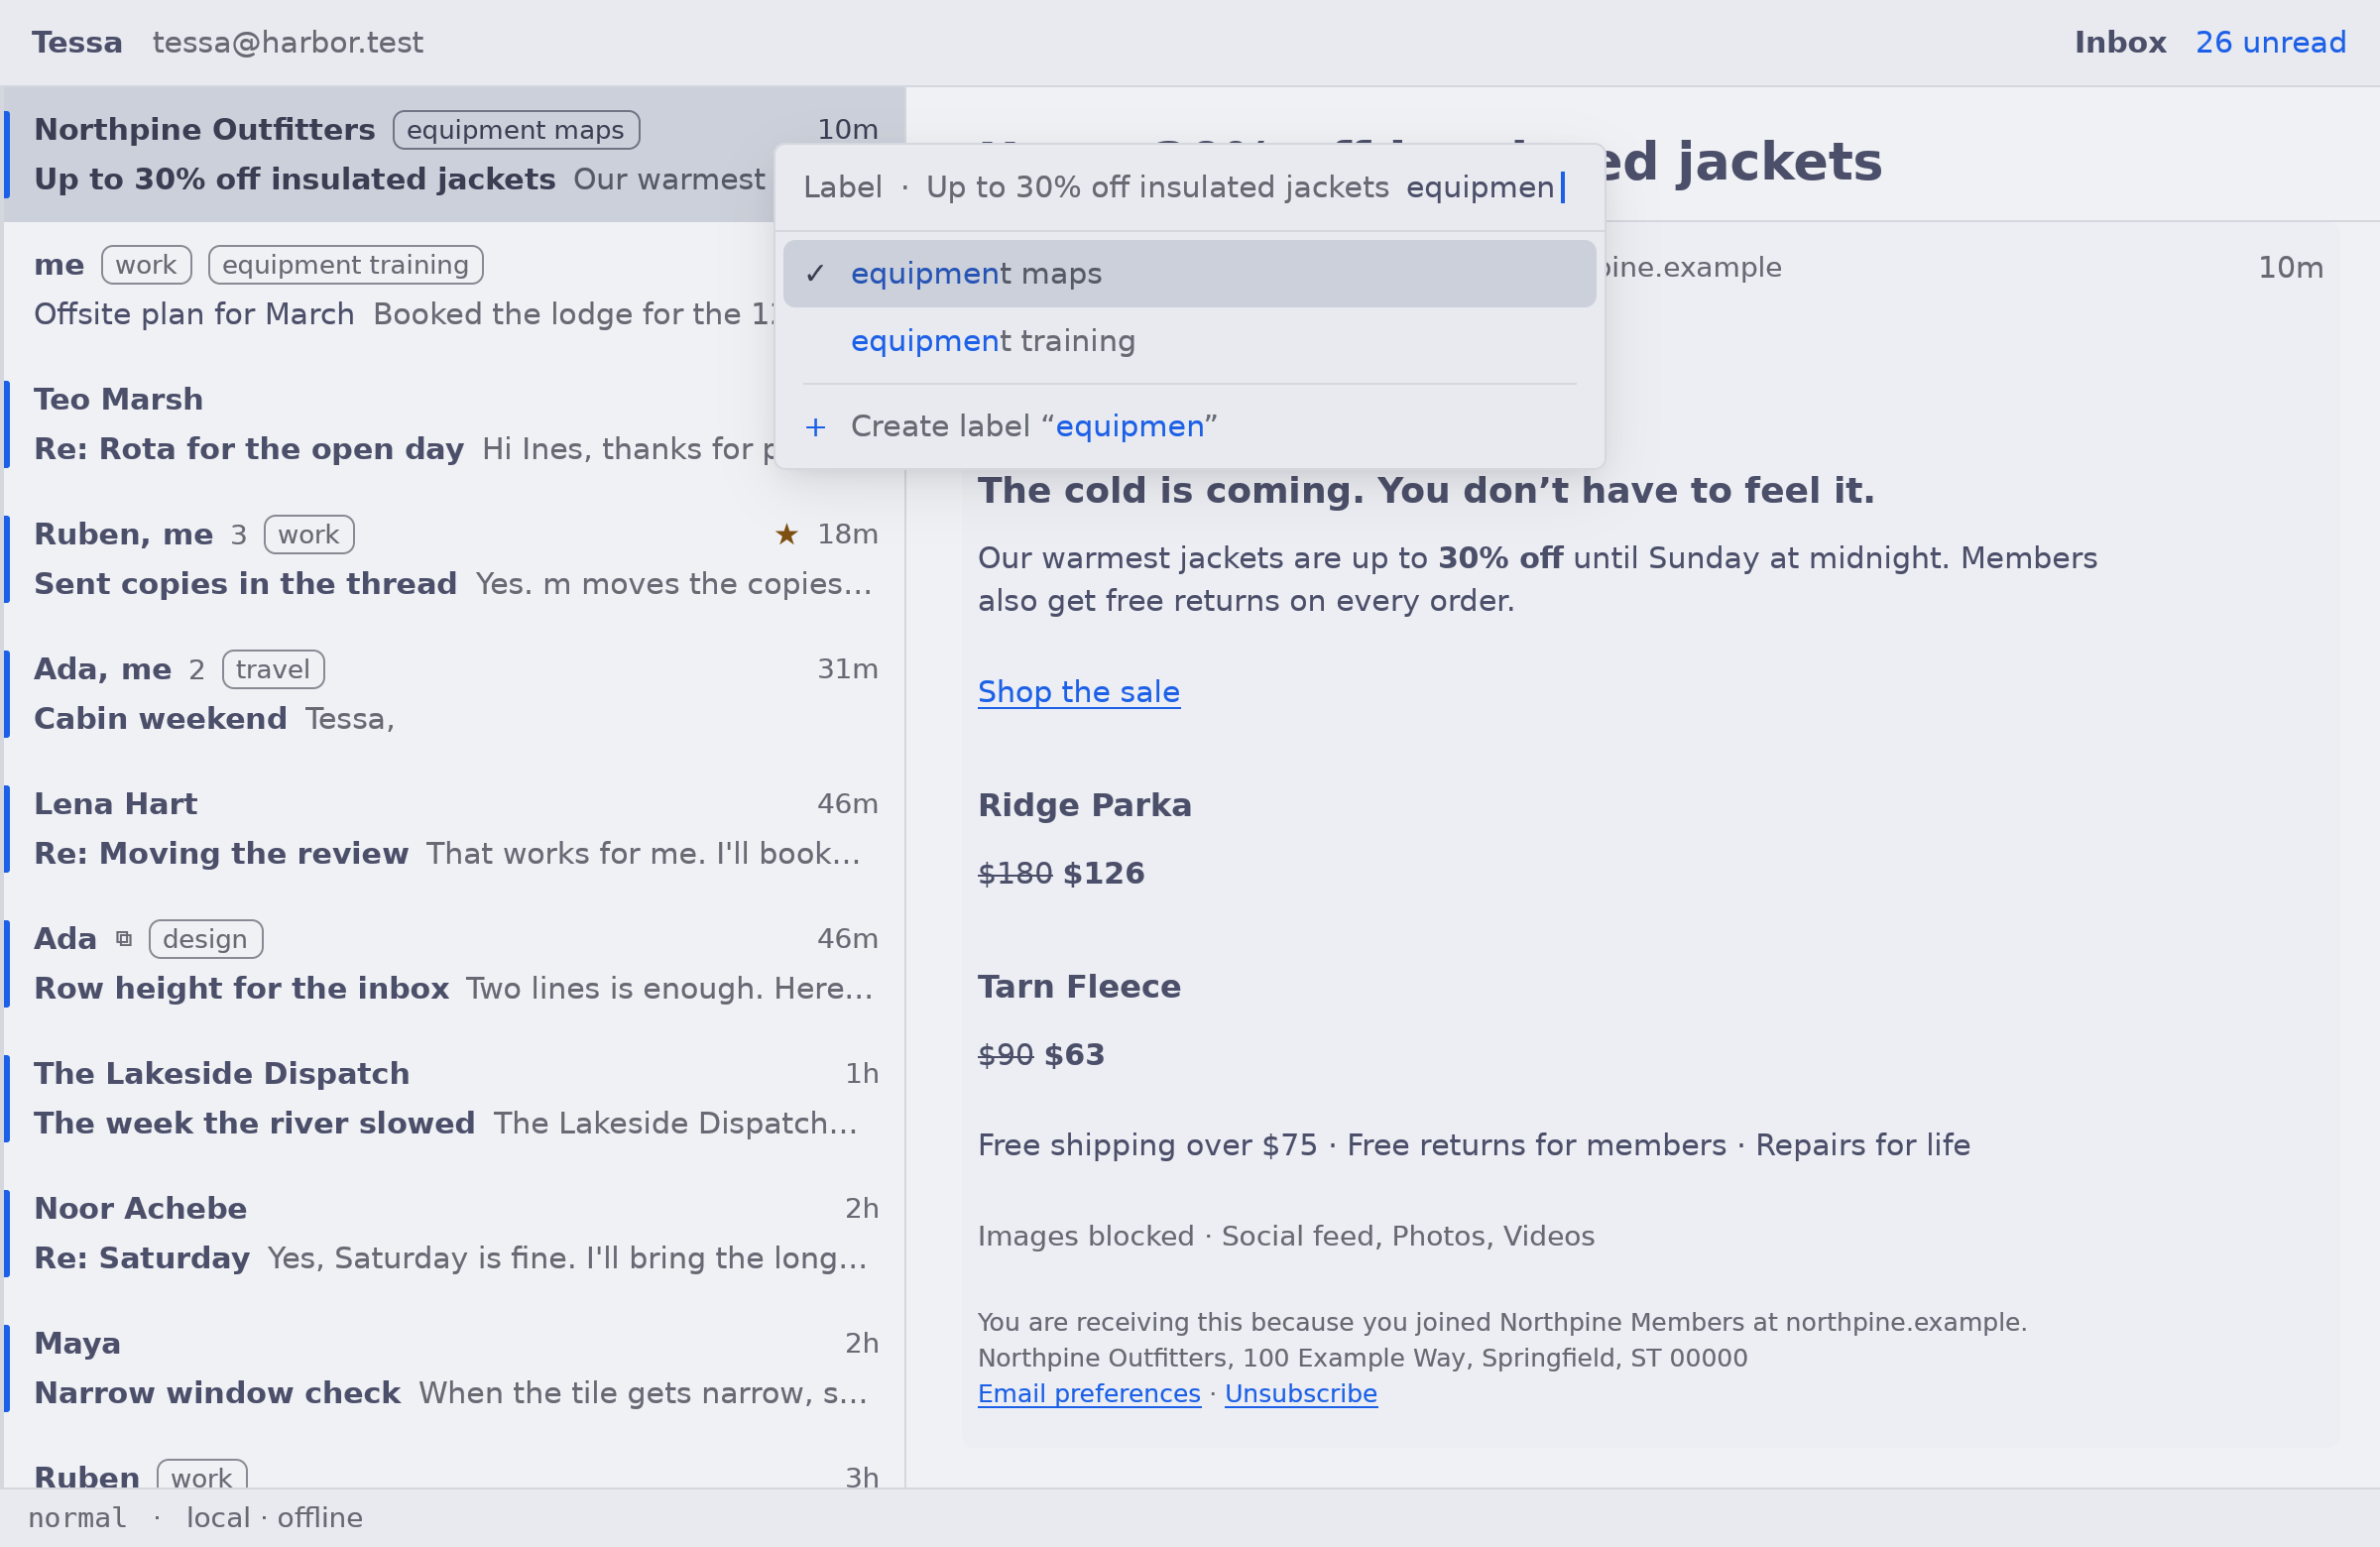 Tessa tessa@harbor.test
Inbox 26 unread
Northpine Outfitters equipment maps 10m
Up to 30% off insulated jackets Our warmest
me work equipment training
Offsite plan for March Booked the lodge for the
Teo Marsh
Re: Rota for the open day Hi Ines, thanks for
Ruben, me 3 work ★ 18m
Sent copies in the thread Yes. m moves the copies…
Ada, me 2 travel 31m
Cabin weekend Tessa,
Lena Hart 46m
Re: Moving the review That works for me. I'll book…
Ada design 46m
Row height for the inbox Two lines is enough. Here…
The Lakeside Dispatch 1h
The week the river slowed The Lakeside Dispatch…
Noor Achebe 2h
Re: Saturday Yes, Saturday is fine. I'll bring the long…
Maya 2h
Narrow window check When the tile gets narrow, s…
Ruben work 3h
Label · Up to 30% off insulated jackets equipmen
✓ equipment maps
equipment training
+ Create label “equipmen”
jackets
10m
The cold is coming. You don’t have to feel it.
Our warmest jackets are up to 30% off until Sunday at midnight. Members
also get free returns on every order.
Shop the sale
Ridge Parka
$180 $126
Tarn Fleece
$90 $63
Free shipping over $75 · Free returns for members · Repairs for life
Images blocked · Social feed, Photos, Videos
You are receiving this because you joined Northpine Members at northpine.example.
Northpine Outfitters, 100 Example Way, Springfield, ST 00000
Email preferences · Unsubscribe
normal · local · offline